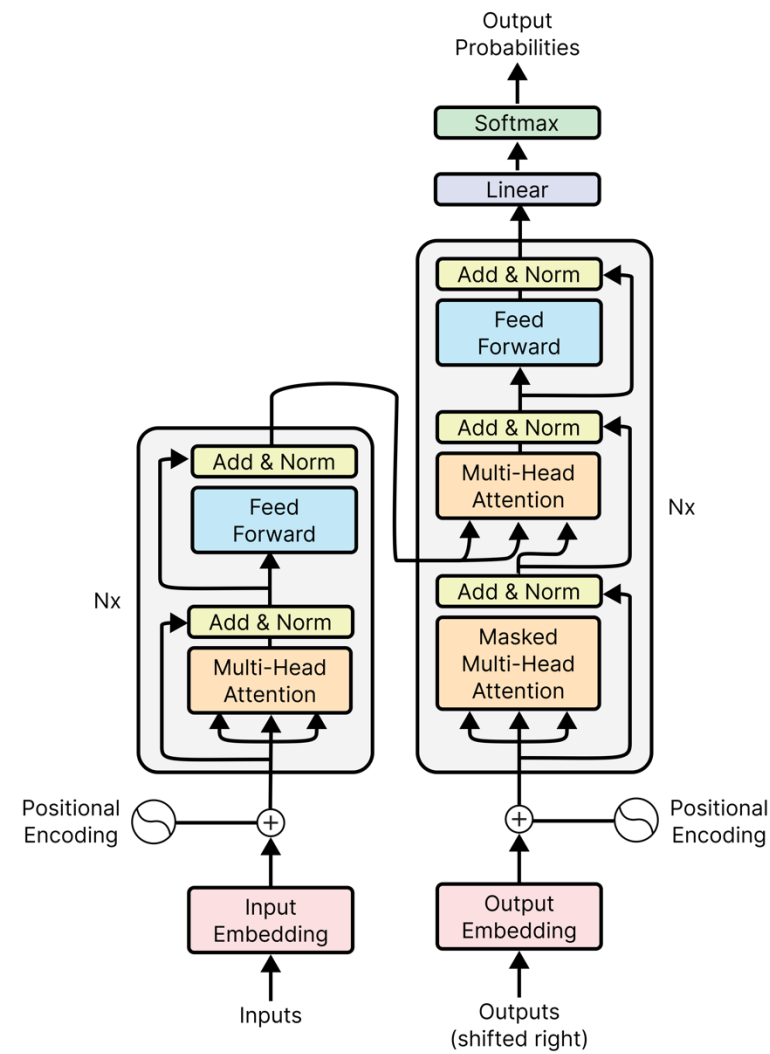 Output
Probabilities
Softmax
Linear
Add & Norm
Feed
Forward
Add & Norm
Multi-Head
Attention
Nx
Add & Norm
Masked
Multi-Head
Attention
Add & Norm
Feed
Forward
Nx
Add & Norm
Multi-Head
Attention
Positional
Encoding
+
+
Positional
Encoding
Input
Embedding
Output
Embedding
Inputs
Outputs
(shifted right)